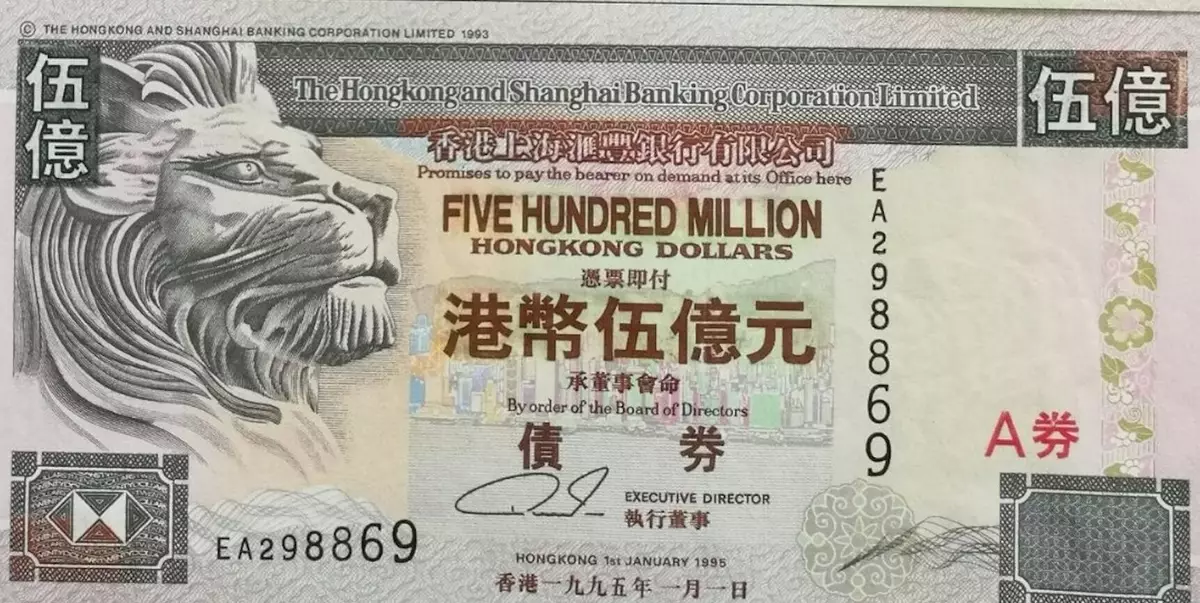 © THE HONGKONG AND SHANGHAI BANKING CORPORATION LIMITED 1993
伍億
The Hongkong and Shanghai Banking Corporation Limited
伍億
香港上海滙豐銀行有限公司
Promises to pay the bearer on demand at its Office here
FIVE HUNDRED MILLION
HONGKONG DOLLARS
憑票即付
港幣伍億元
承董事會命
By order of the Board of Directors
債券
EA298869
A券
EXECUTIVE DIRECTOR
執行董事
EA298869
HONGKONG 1st JANUARY 1995
香港一九九五年一月一日